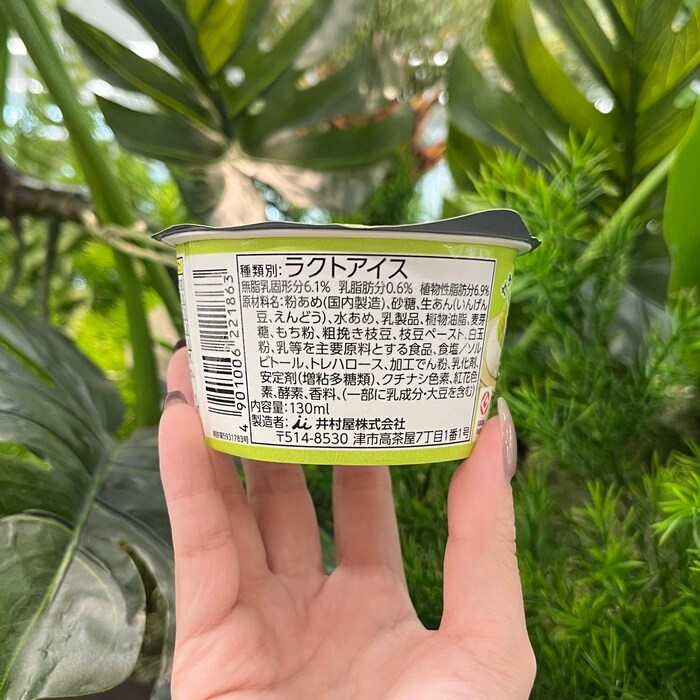 種類別:ラクトアイス
無脂乳固形分6.1% 乳脂肪分0.6% 植物性脂肪分6.9%
原材料名:粉あめ(国内製造)、砂糖、生あん(いんげん
豆、えんどう)、水あめ、乳製品、植物油脂、麦芽
糖、もち粉、粗挽き枝豆、枝豆ペースト、白玉
粉、乳等を主要原料とする食品、食塩/ソル
ビトール、トレハロース、加工でん粉、乳化剤、
安定剤(増粘多糖類)、クチナシ色素、紅花色
素、酵素、香料、(一部に乳成分・大豆を含む)
内容量:130ml
製造者:井村屋株式会社
〒514-8530 津市高茶屋7丁目1番1号
4 901006 221863